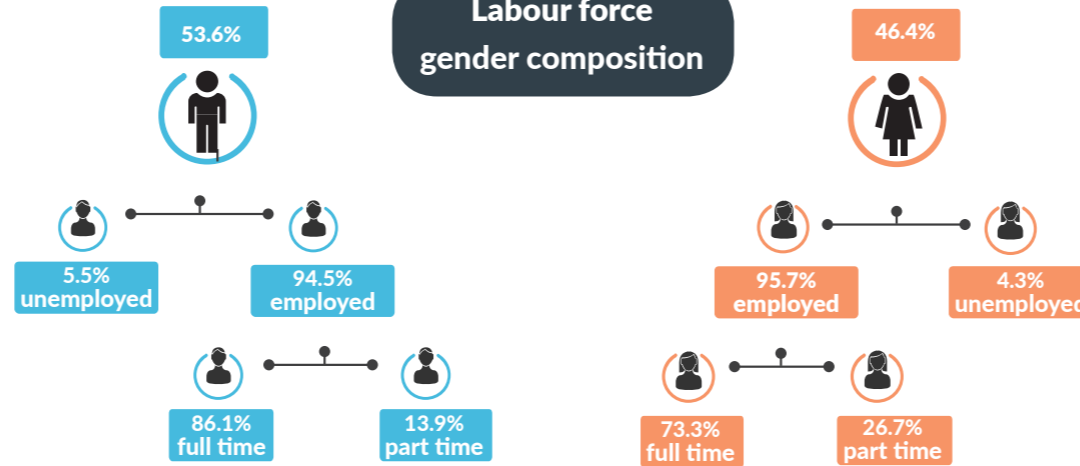 Labour force
gender composition
53.6%
46.4%
5.5%
unemployed
94.5%
employed
95.7%
employed
4.3%
unemployed
86.1%
full time
13.9%
part time
73.3%
full time
26.7%
part time